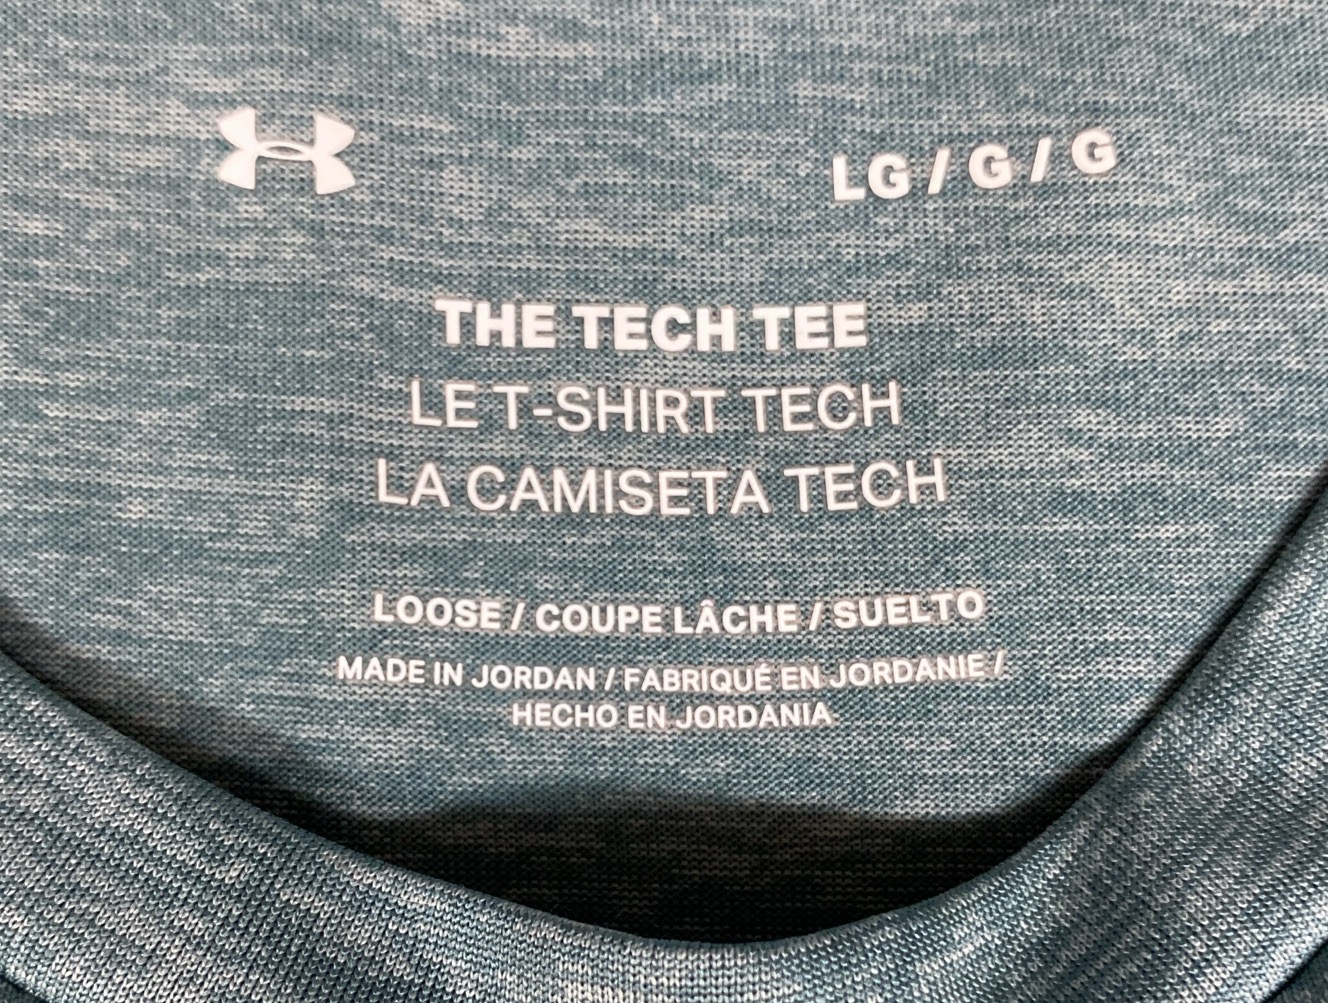 LG / G / G
THE TECH TEE
LE T-SHIRT TECH
LA CAMISETA TECH
LOOSE / COUPE LÂCHE / SUELTO
MADE IN JORDAN / FABRIQUÉ EN JORDANIE /
HECHO EN JORDANIA